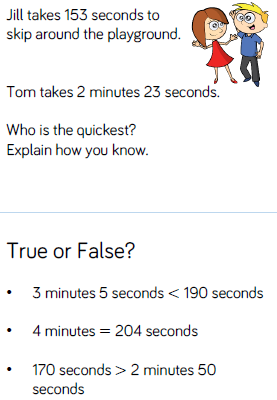 Jill takes 153 seconds to
skip around the playground.
Tom takes 2 minutes 23 seconds.
Who is the quickest?
Explain how you know.
True or False?
• 3 minutes 5 seconds < 190 seconds
• 4 minutes = 204 seconds
• 170 seconds > 2 minutes 50
seconds